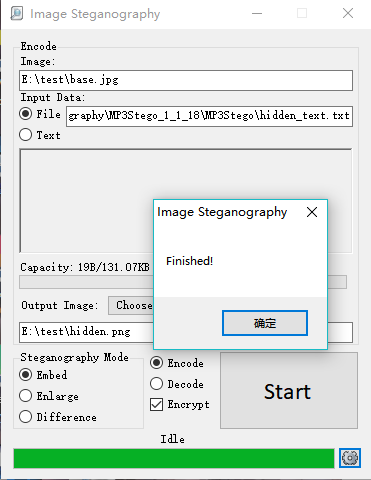 Image Steganography
Encode
Image:
E:\test\base.jpg
Input Data:
File
graphy\MP3Stego_1_1_18\MP3Stego\hidden_text.txt
Text
Image Steganography
Finished!
确定
Capacity: 19B/131.07KB
Output Image:
Choose
E:\test\hidden.png
Steganography Mode
Embed
Enlarge
Difference
Encode
Decode
Encrypt
Start
Idle